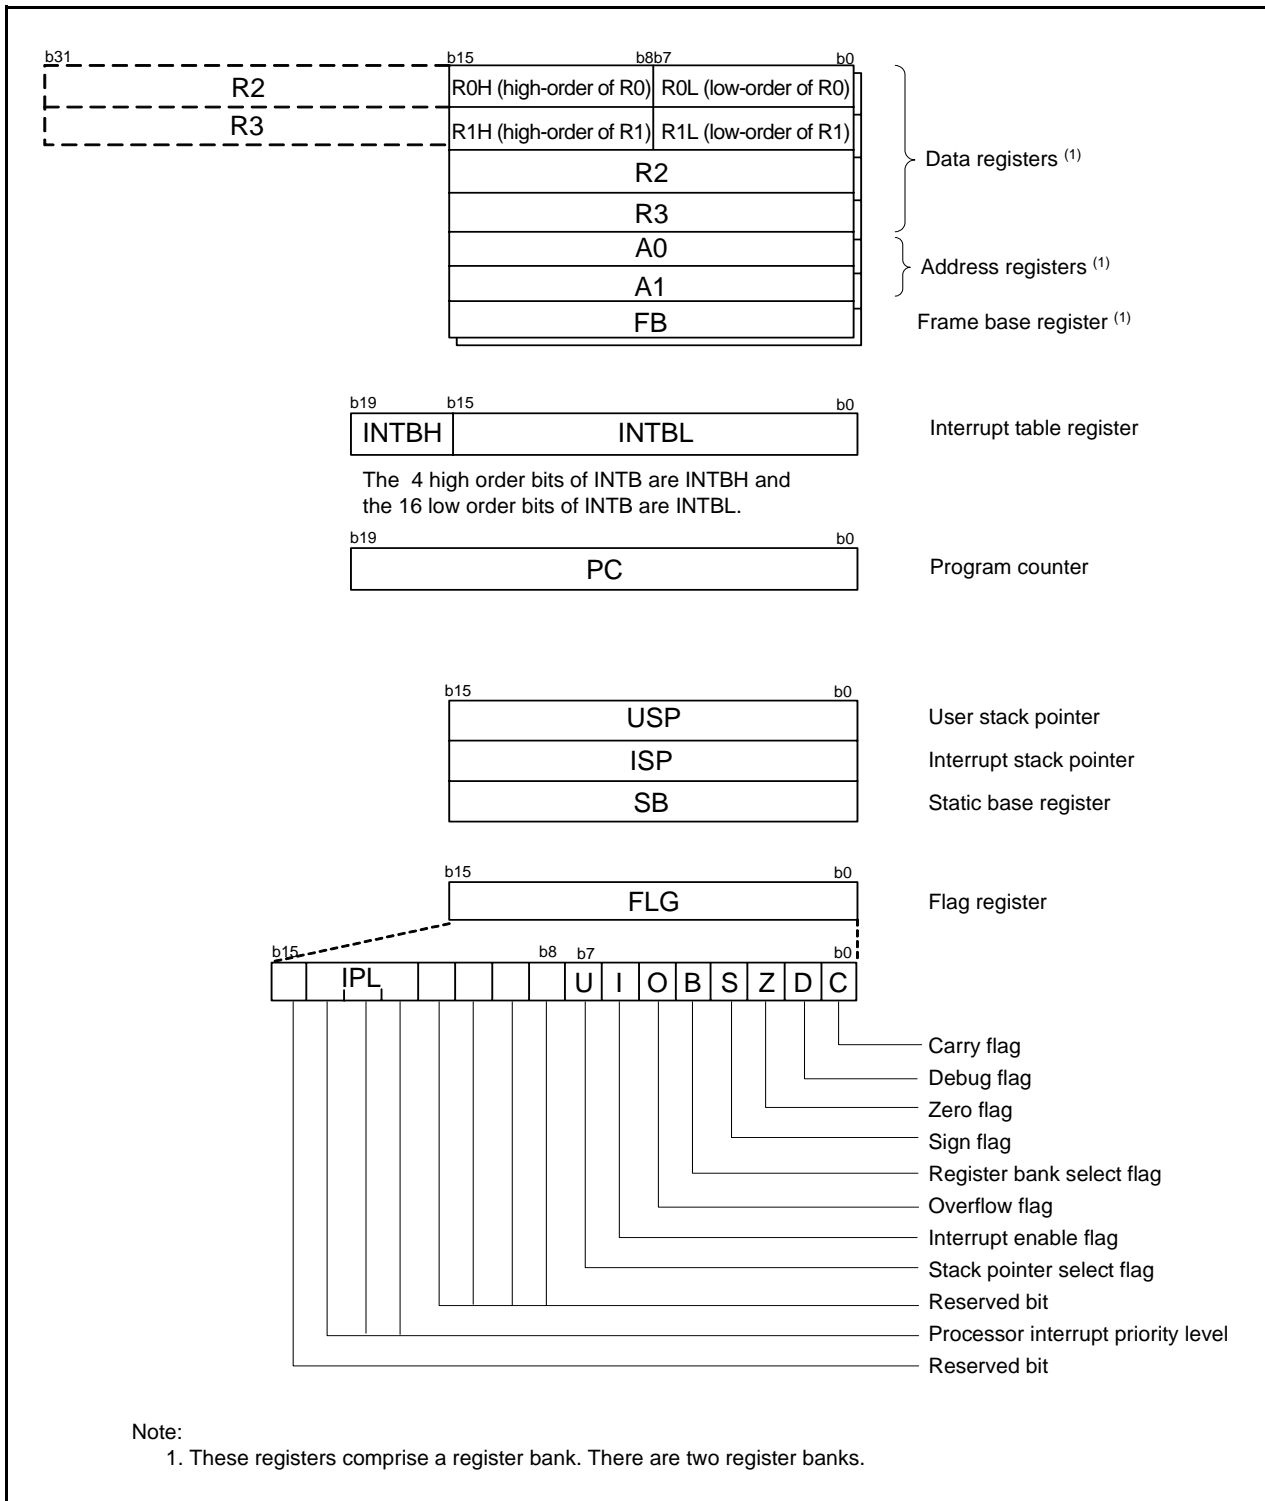 b31 b15 b8b7 b0
R2 R0H (high-order of R0) R0L (low-order of R0)
R3 R1H (high-order of R1) R1L (low-order of R1)
Data registers (1)
R2
R3
A0
Address registers (1)
A1
FB Frame base register (1)
b19 b15 b0
INTBH INTBL Interrupt table register
The 4 high order bits of INTB are INTBH and
the 16 low order bits of INTB are INTBL.
b19 b0
PC Program counter
b15 b0
USP User stack pointer
ISP Interrupt stack pointer
SB Static base register
b15 b0
FLG Flag register
b15 b8 b7 b0
IPL U I O B S Z D C
Carry flag
Debug flag
Zero flag
Sign flag
Register bank select flag
Overflow flag
Interrupt enable flag
Stack pointer select flag
Reserved bit
Processor interrupt priority level
Reserved bit
Note:
1. These registers comprise a register bank. There are two register banks.